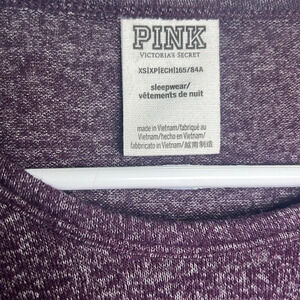 PINK
VICTORIA'S SECRET
XS|XP|ECH|165/84A
sleepwear/
vêtements de nuit
made in Vietnam/fabriqué au
Vietnam/hecho en Vietnam/
fabbricato in Vietnam/越南制造